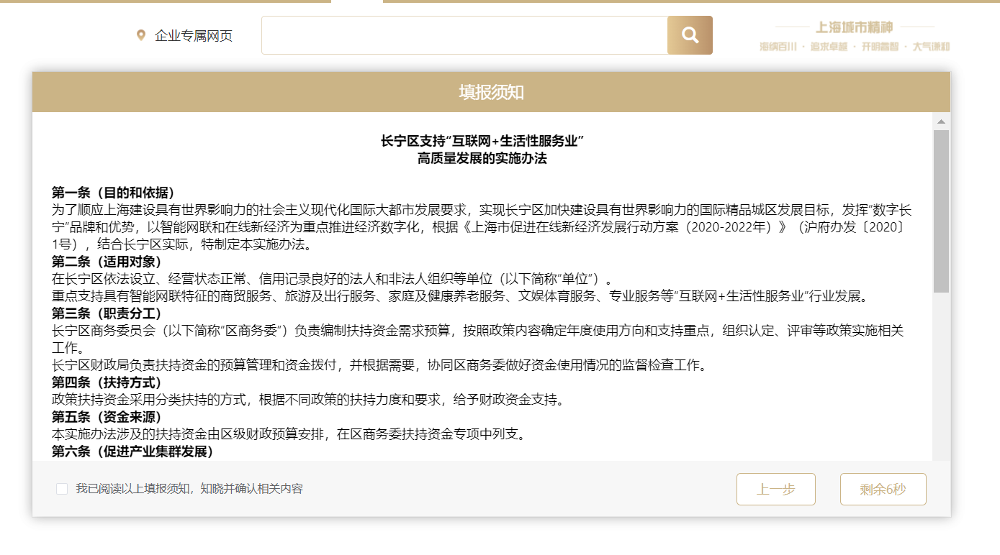 企业专属网页
上海城市精神
海纳百川 · 追求卓越 · 开明睿智 · 大气谦和
填报须知
长宁区支持“互联网+生活性服务业”
高质量发展的实施办法
第一条（目的和依据）
为了顺应上海建设具有世界影响力的社会主义现代化国际大都市发展要求，实现长宁区加快建设具有世界影响力的国际精品城区发展目标，发挥“数字长
宁”品牌和优势，以智能网联和在线新经济为重点推进经济数字化，根据《上海市促进在线新经济发展行动方案（2020-2022年）》（沪府办发〔2020〕
1号），结合长宁区实际，特制定本实施办法。
第二条（适用对象）
在长宁区依法设立、经营状态正常、信用记录良好的法人和非法人组织等单位（以下简称“单位”）。
重点支持具有智能网联特征的商贸服务、旅游及出行服务、家庭及健康养老服务、文娱体育服务、专业服务等“互联网+生活性服务业”行业发展。
第三条（职责分工）
长宁区商务委员会（以下简称“区商务委”）负责编制扶持资金需求预算，按照政策内容确定年度使用方向和支持重点，组织认定、评审等政策实施相关
工作。
长宁区财政局负责扶持资金的预算管理和资金拨付，并根据需要，协同区商务委做好资金使用情况的监督检查工作。
第四条（扶持方式）
政策扶持资金采用分类扶持的方式，根据不同政策的扶持力度和要求，给予财政资金支持。
第五条（资金来源）
本实施办法涉及的扶持资金由区级财政预算安排，在区商务委扶持资金专项中列支。
第六条（促进产业集群发展）
我已阅读以上填报须知，知晓并确认相关内容
上一步
剩余6秒